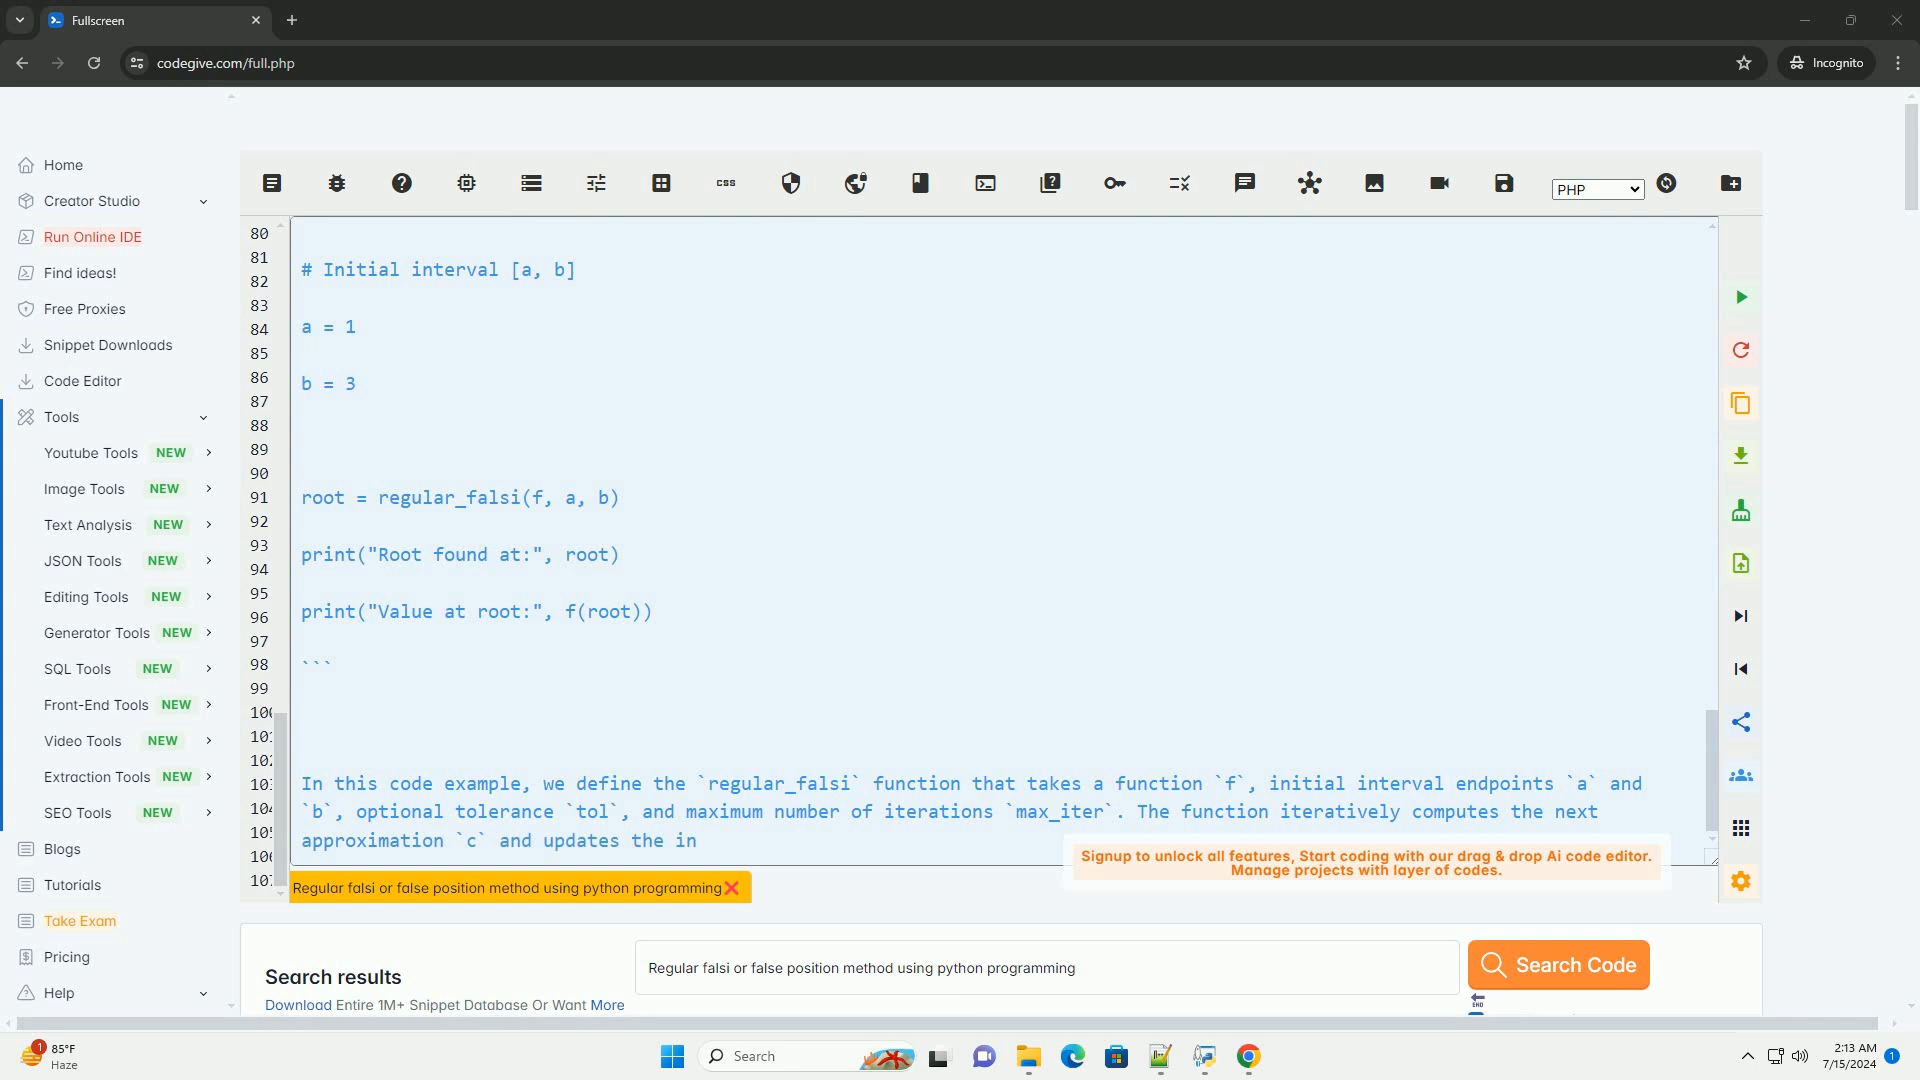 Fullscreen
codegive.com/full.php
Incognito
Home
Creator Studio
Run Online IDE
Find ideas!
Free Proxies
Snippet Downloads
Code Editor
Tools
Youtube Tools NEW
Image Tools NEW
Text Analysis NEW
JSON Tools NEW
Editing Tools NEW
Generator Tools NEW
SQL Tools NEW
Front-End Tools NEW
Video Tools NEW
Extraction Tools NEW
SEO Tools NEW
Blogs
Tutorials
Take Exam
Pricing
Help
css
PHP
80
81
82
83
84
85
86
87
88
89
90
91
92
93
94
95
96
97
98
99
# Initial interval [a, b]
a = 1
b = 3
root = regular_falsi(f, a, b)
print("Root found at:", root)
print("Value at root:", f(root))
```
In this code example, we define the `regular_falsi` function that takes a function `f`, initial interval endpoints `a` and
`b`, optional tolerance `tol`, and maximum number of iterations `max_iter`. The function iteratively computes the next
approximation `c` and updates the in
Signup to unlock all features, Start coding with our drag & drop Ai code editor.
Manage projects with layer of codes.
Regular falsi or false position method using python programming
Search results
Regular falsi or false position method using python programming
Search Code
Download Entire 1M+ Snippet Database Or Want More
END
1
85°F
Haze
Search
2:13 AM
7/15/2024
1